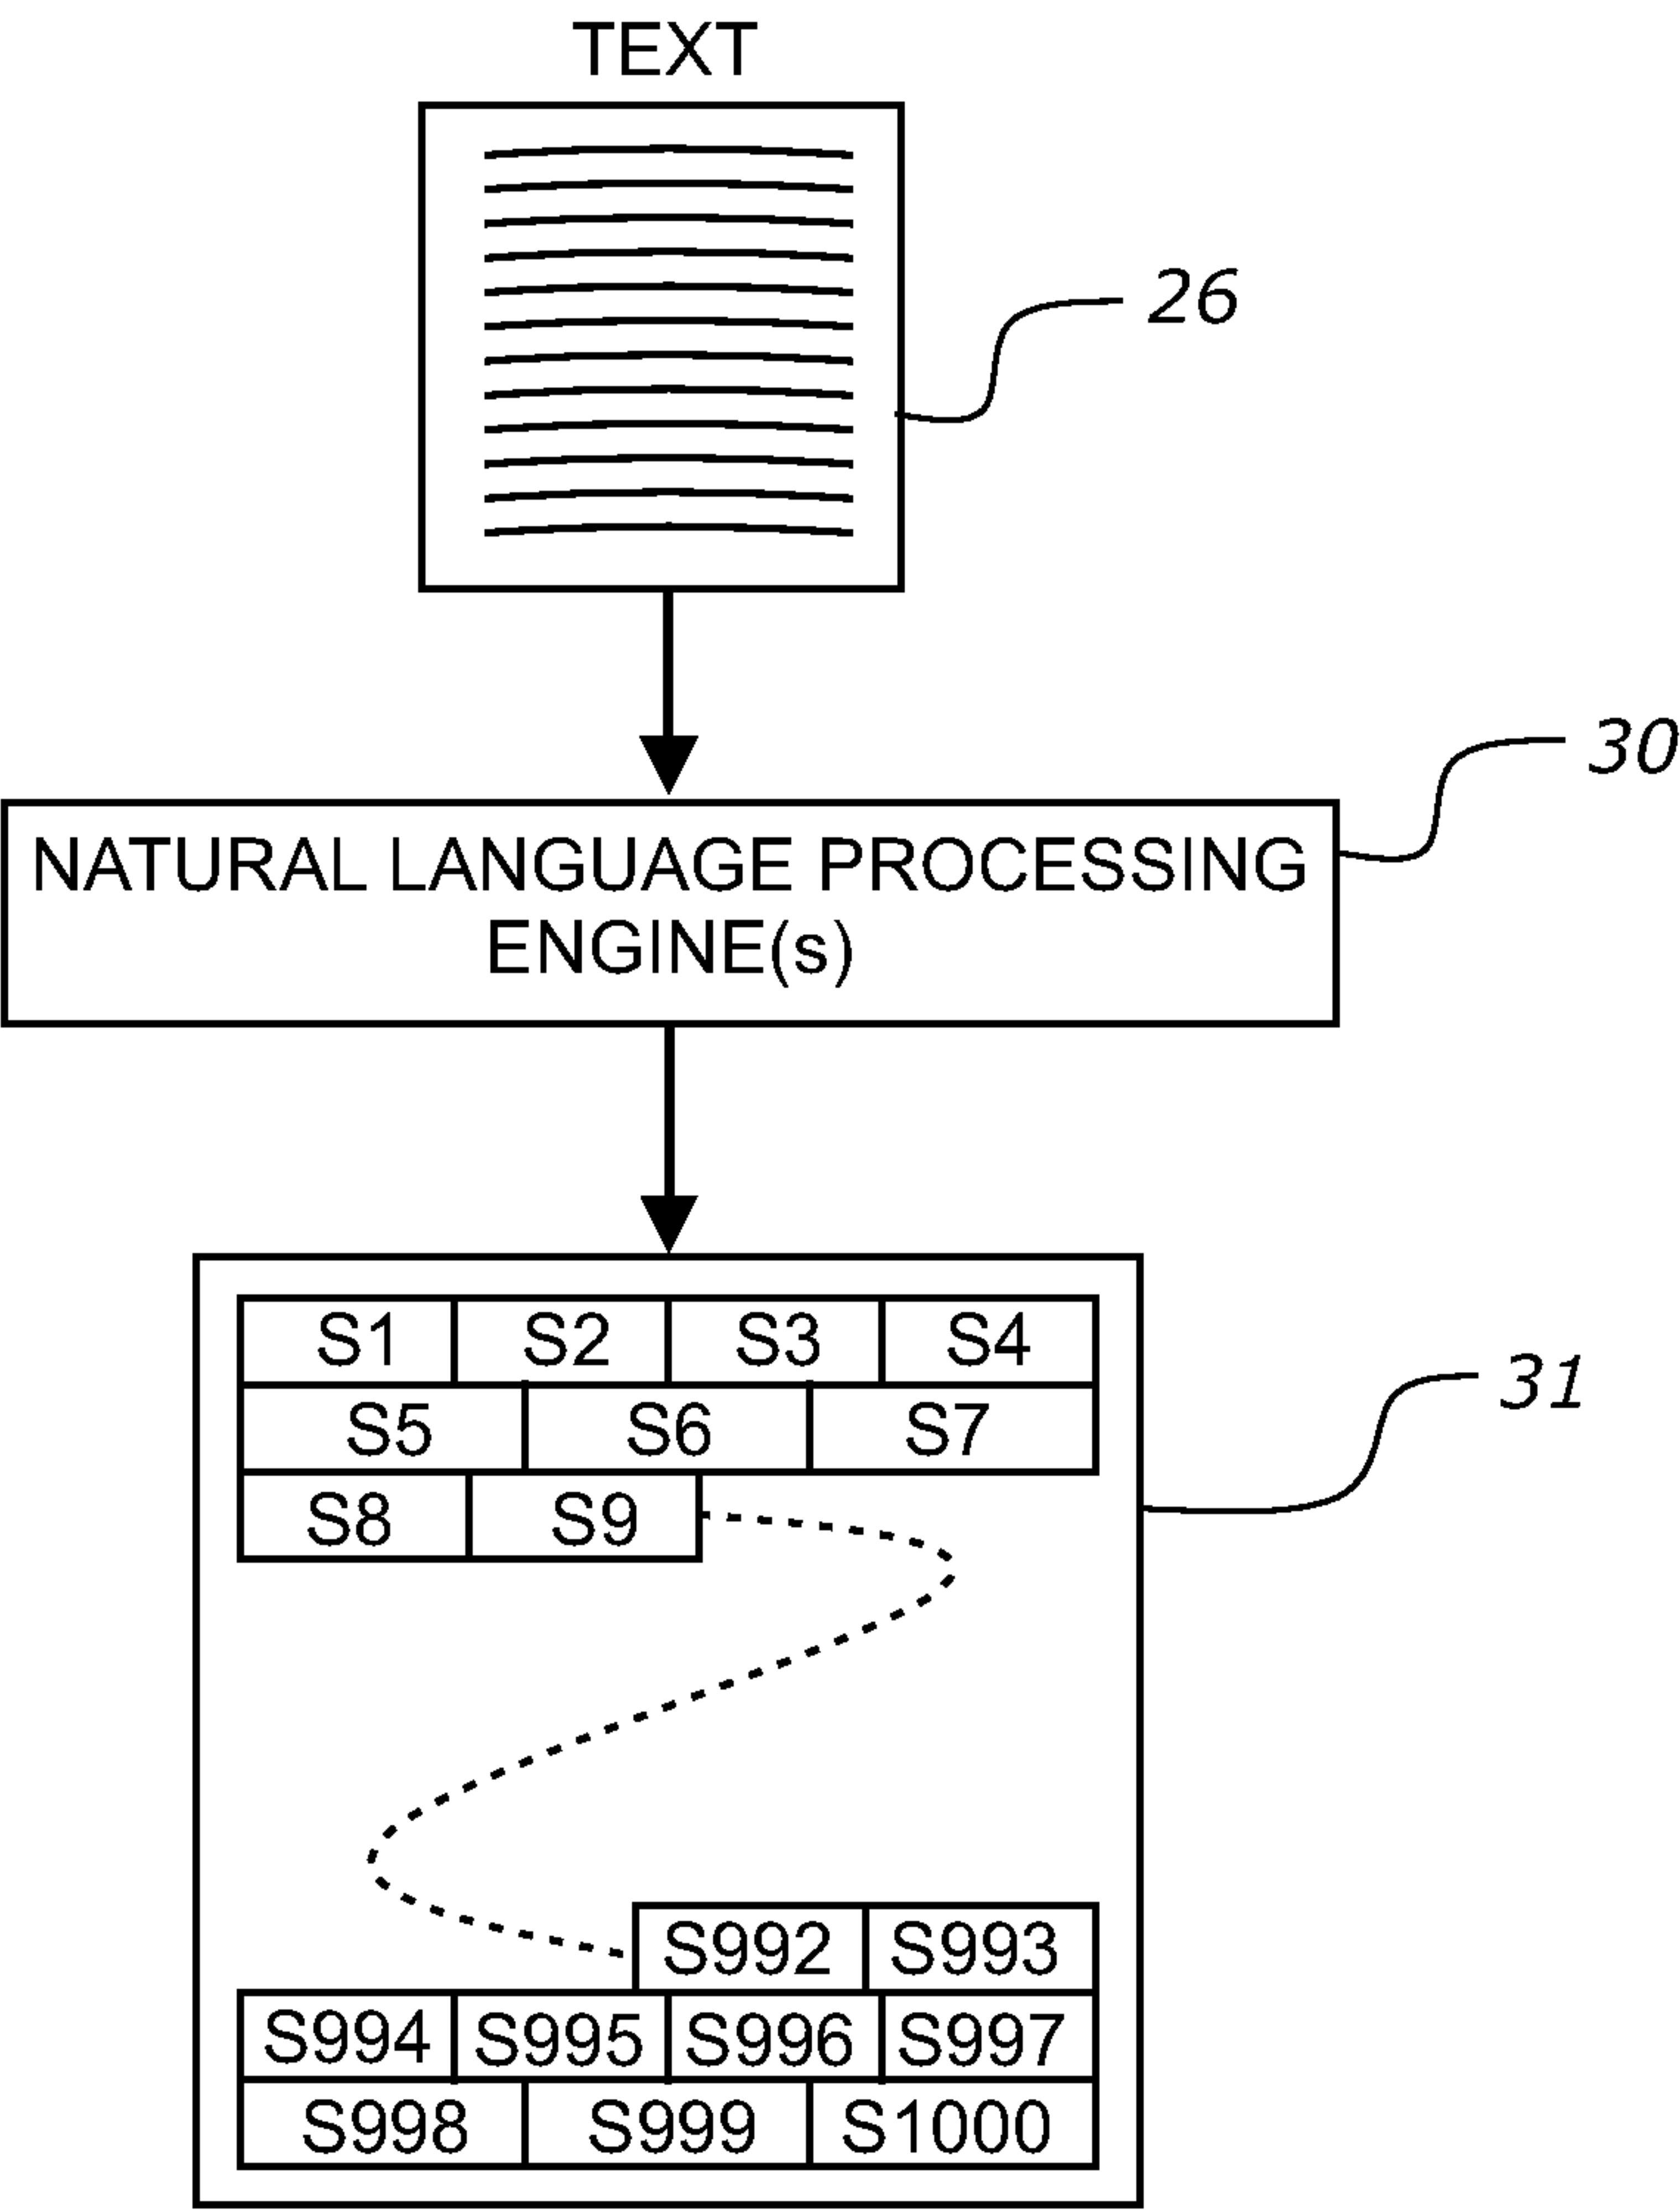 TEXT
26
30
NATURAL LANGUAGE PROCESSING
ENGINE(s)
S1 S2 S3 S4
31
S5 S6 S7
S8 S9
S992 S993
S994 S995 S996 S997
S998 S999 S1000